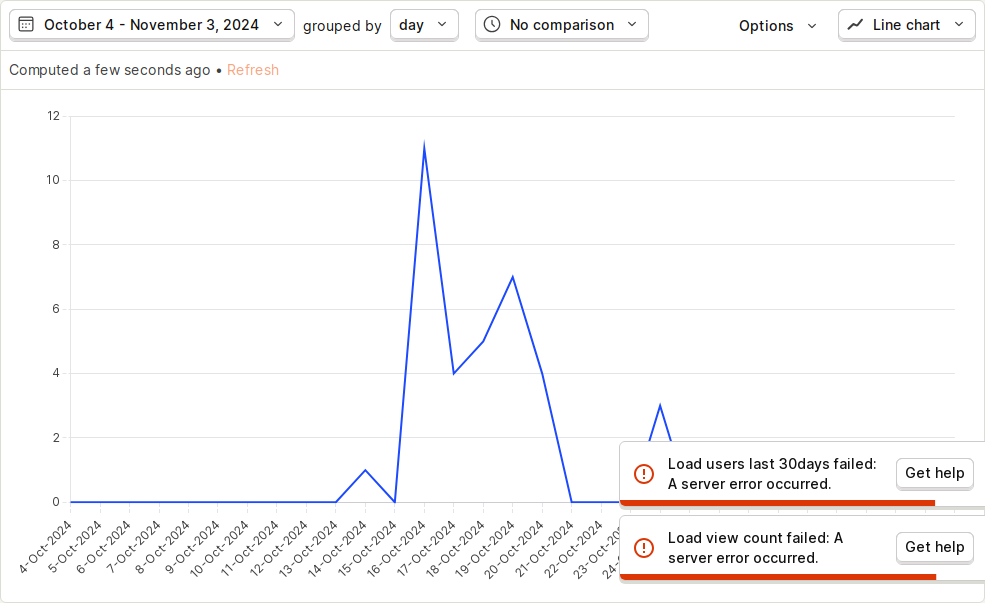 October 4 - November 3, 2024
grouped by
day
No comparison
Options
Line chart
Computed a few seconds ago • Refresh
12
10
8
6
4
2
0
4-Oct-2024
5-Oct-2024
6-Oct-2024
7-Oct-2024
8-Oct-2024
9-Oct-2024
10-Oct-2024
11-Oct-2024
12-Oct-2024
13-Oct-2024
14-Oct-2024
15-Oct-2024
16-Oct-2024
17-Oct-2024
18-Oct-2024
19-Oct-2024
20-Oct-2024
21-Oct-2024
22-Oct-2024
23-Oct-20
24-
Load users last 30days failed:
A server error occurred.
Get help
Load view count failed: A
server error occurred.
Get help